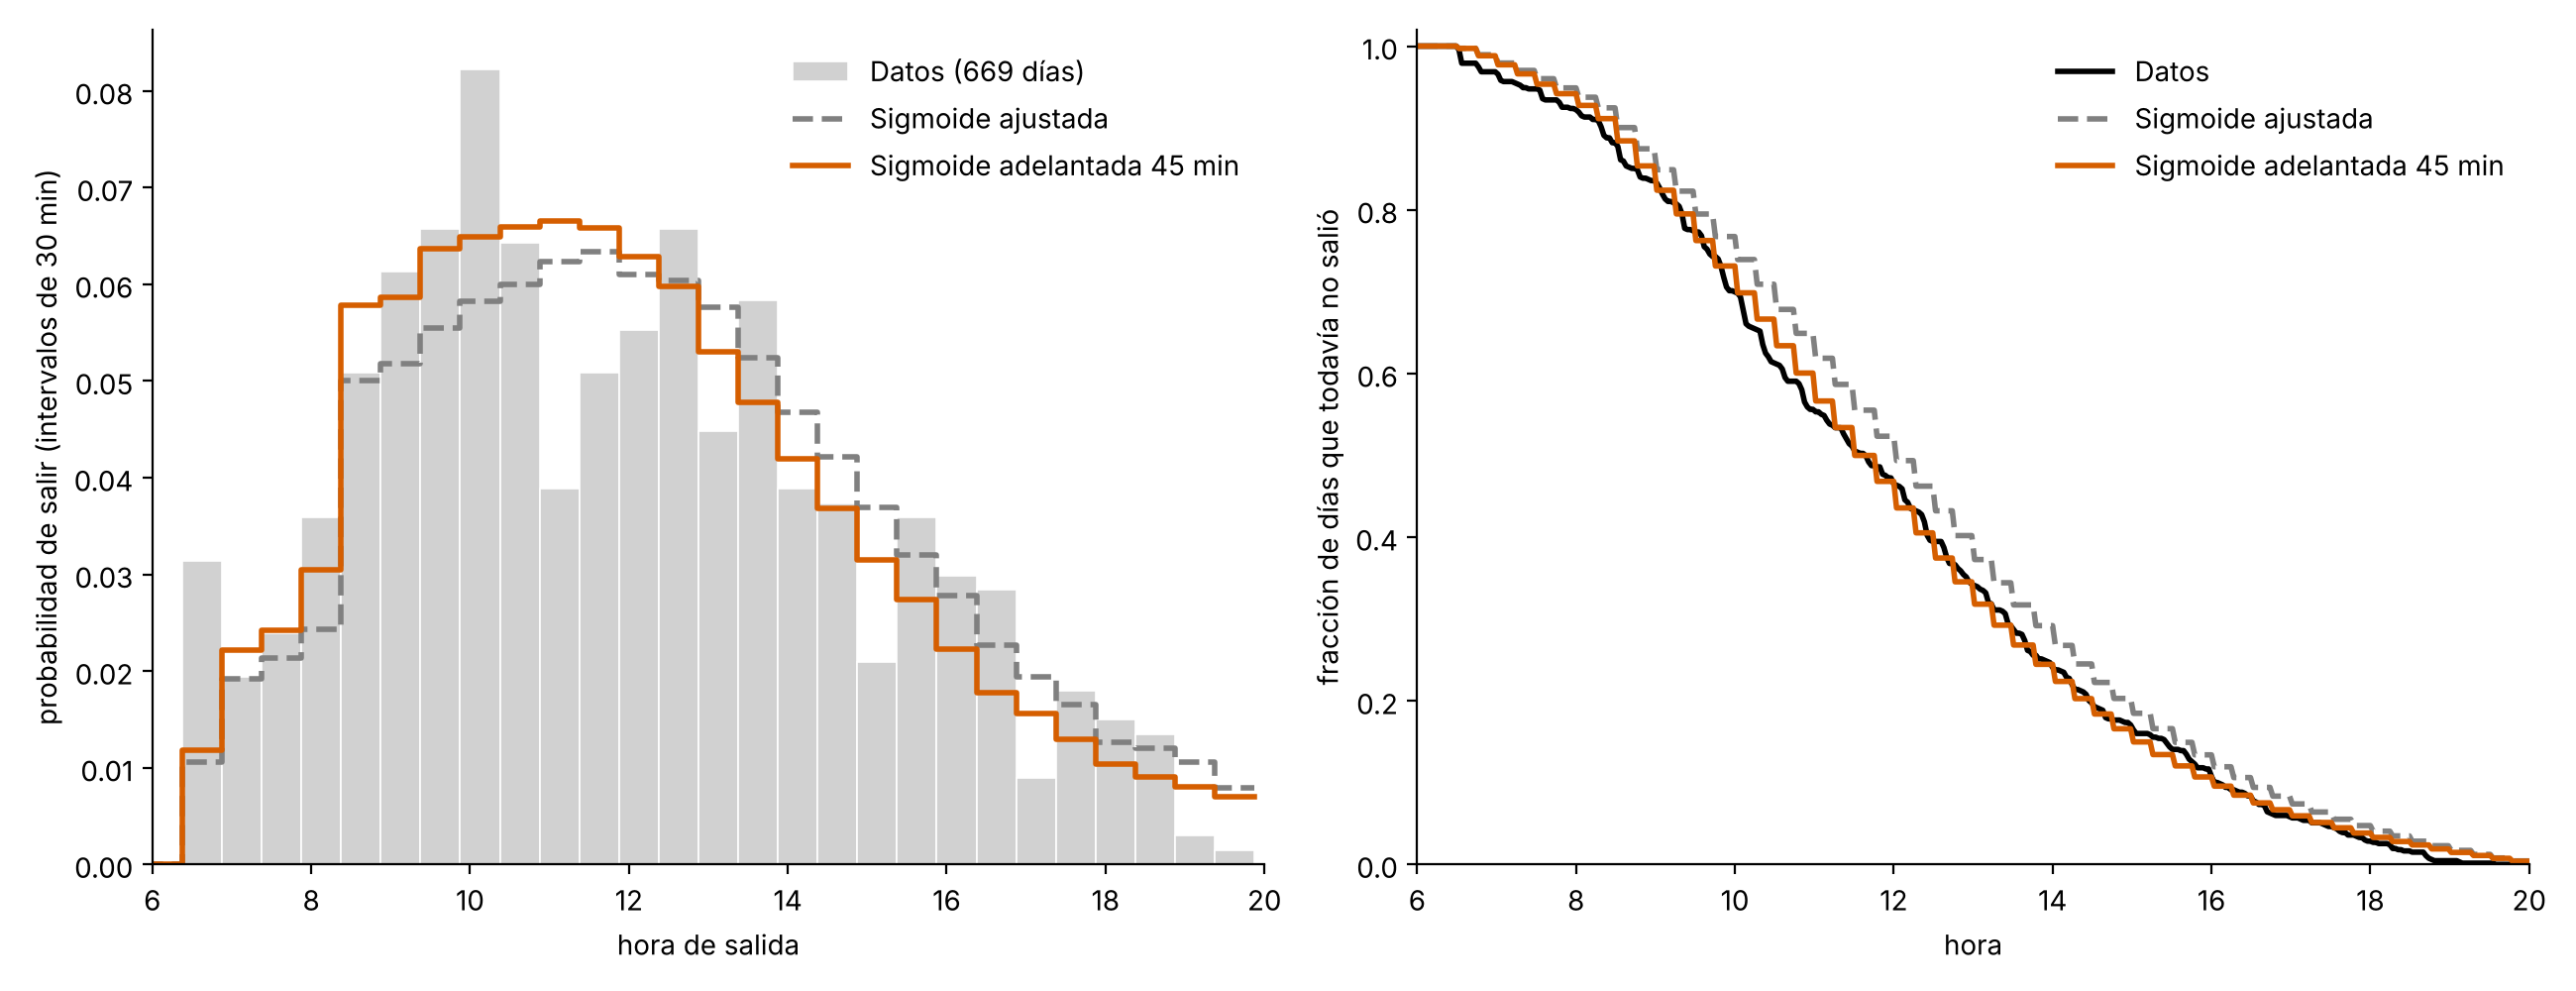 probabilidad de salir (intervalos de 30 min)
0.08
0.07
0.06
0.05
0.04
0.03
0.02
0.01
0.00
6 8 10 12 14 16 18 20
hora de salida
Datos (669 días)
Sigmoide ajustada
Sigmoide adelantada 45 min
fracción de días que todavía no salió
1.0
0.8
0.6
0.4
0.2
0.0
6 8 10 12 14 16 18 20
hora
Datos
Sigmoide ajustada
Sigmoide adelantada 45 min